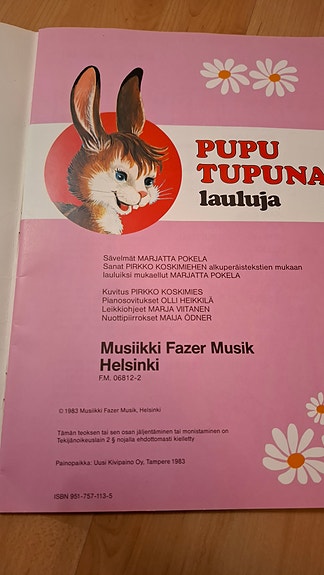 PUPU
TUPUNA
lauluja
Sävelmät MARJATTA POKELA
Sanat PIRKKO KOSKIMIEHEN alkuperäistekstien mukaan
lauluiksi mukaellut MARJATTA POKELA
Kuvitus PIRKKO KOSKIMIES
Pianosovitukset OLLI HEIKKILÄ
Leikkiohjeet MARJA VIITANEN
Nuottipiirrokset MAIJA ÖDNER
Musiikki Fazer Musik
Helsinki
F.M. 06812-2
© 1983 Musiikki Fazer Musik, Helsinki
Tämän teoksen tai sen osan jäljentäminen tai monistaminen on
Tekijänoikeuslain 2 § nojalla ehdottomasti kielletty
Painopaikka: Uusi Kivipaino Oy, Tampere 1983
ISBN 951-757-113-5